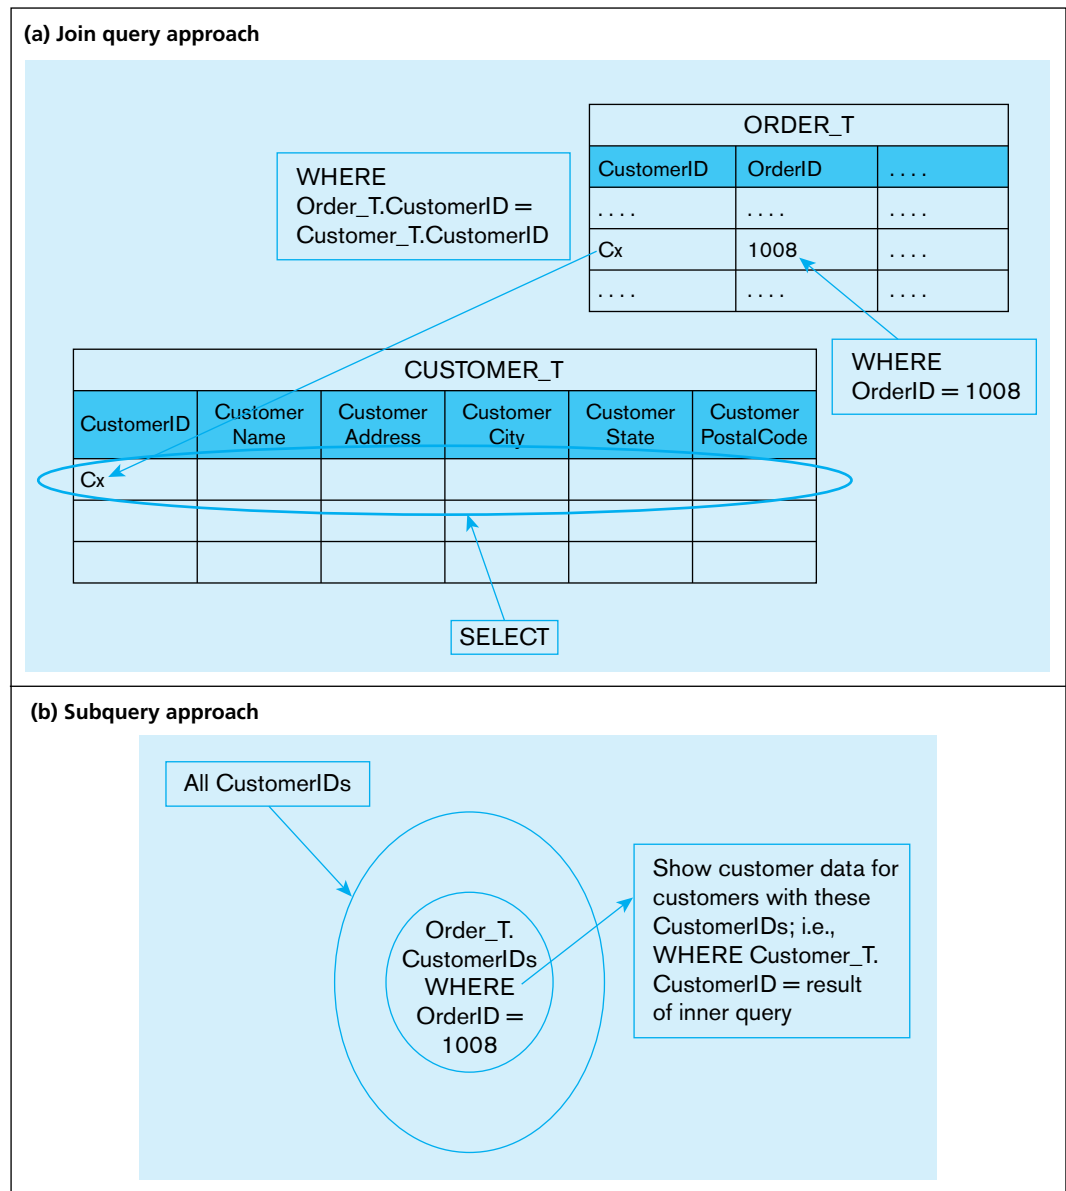 (a) Join query approach
ORDER_T
CustomerID OrderID . . . .
. . . . . . . . . . . .
Cx 1008 . . . .
. . . . . . . . . . . .
WHERE
Order_T.CustomerID =
Customer_T.CustomerID
WHERE
OrderID = 1008
CUSTOMER_T
CustomerID Customer Customer Customer Customer Customer
Name Address City State PostalCode
Cx
SELECT
(b) Subquery approach
All CustomerIDs
Order_T.
CustomerIDs
WHERE
OrderID =
1008
Show customer data for
customers with these
CustomerIDs; i.e.,
WHERE Customer_T.
CustomerID = result
of inner query